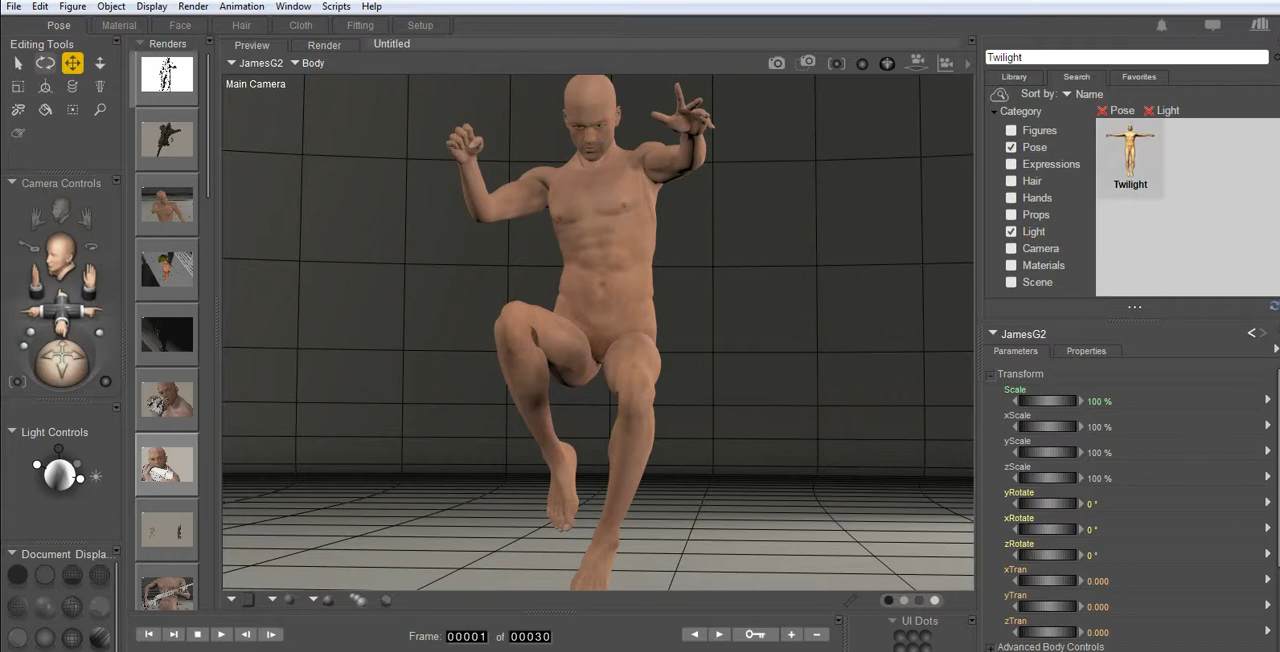 File Edit Figure Object Display Render Animation Window Scripts Help
Pose Material Face Hair Cloth Fitting Setup
Editing Tools
Renders
Preview Render Untitled
JamesG2 Body
Main Camera
Camera Controls
Light Controls
Document Displa...
Frame: 00001 of 00030
UI Dots
Twilight
Library Search Favorites
Sort by: Name
Category
Pose Light
Figures
Pose
Expressions
Hair
Hands
Props
Light
Camera
Materials
Scene
Twilight
JamesG2
Parameters Properties
Transform
Scale
100 %
xScale
100 %
yScale
100 %
zScale
100 %
yRotate
0 °
xRotate
0 °
zRotate
0 °
xTran
0.000
yTran
0.000
zTran
0.000
Advanced Body Controls